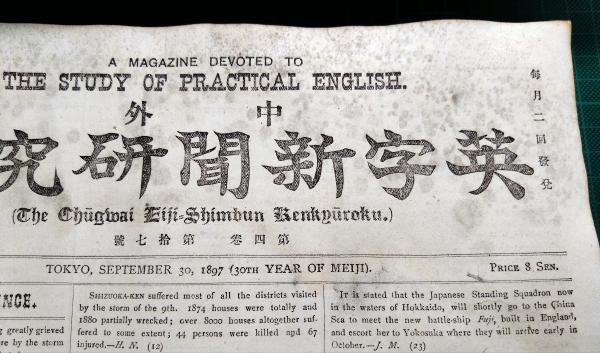 A MAGAZINE DEVOTED TO
THE STUDY OF PRACTICAL ENGLISH.
中外
英字新聞研究
每月二回發兌
(The Chūgwai Eiji-Shimbun Kenkyūroku.)
第四卷 第拾七號
TOKYO, SEPTEMBER 30, 1897 (30TH YEAR OF MEIJI). PRICE 8 SEN.
NCE.
greatly grieved
by the storm
SHIZUOKA-KEN suffered most of all the districts visited
by the storm of the 9th. 1874 houses were totally and
1880 partially wrecked; over 8000 houses altogether suf-
fered to some extent; 44 persons were killed and 67
injured.—H. N. (12)
IT is stated that the Japanese Standing Squadron now
in the waters of Hokkaido, will shortly go to the China
Sea to meet the new battle-ship Fuji, built in England,
and escort her to Yokosuka where they will arrive early in
October.—J. M. (23)